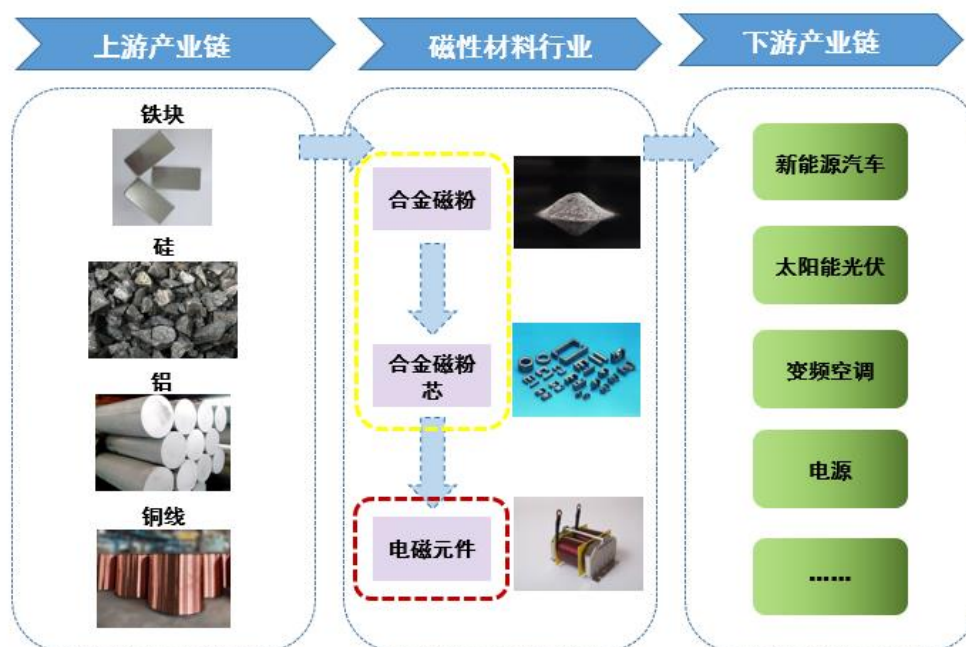 上游产业链
磁性材料行业
下游产业链
铁块
硅
铝
铜线
合金磁粉
合金磁粉
芯
电磁元件
新能源汽车
太阳能光伏
变频空调
电源
……